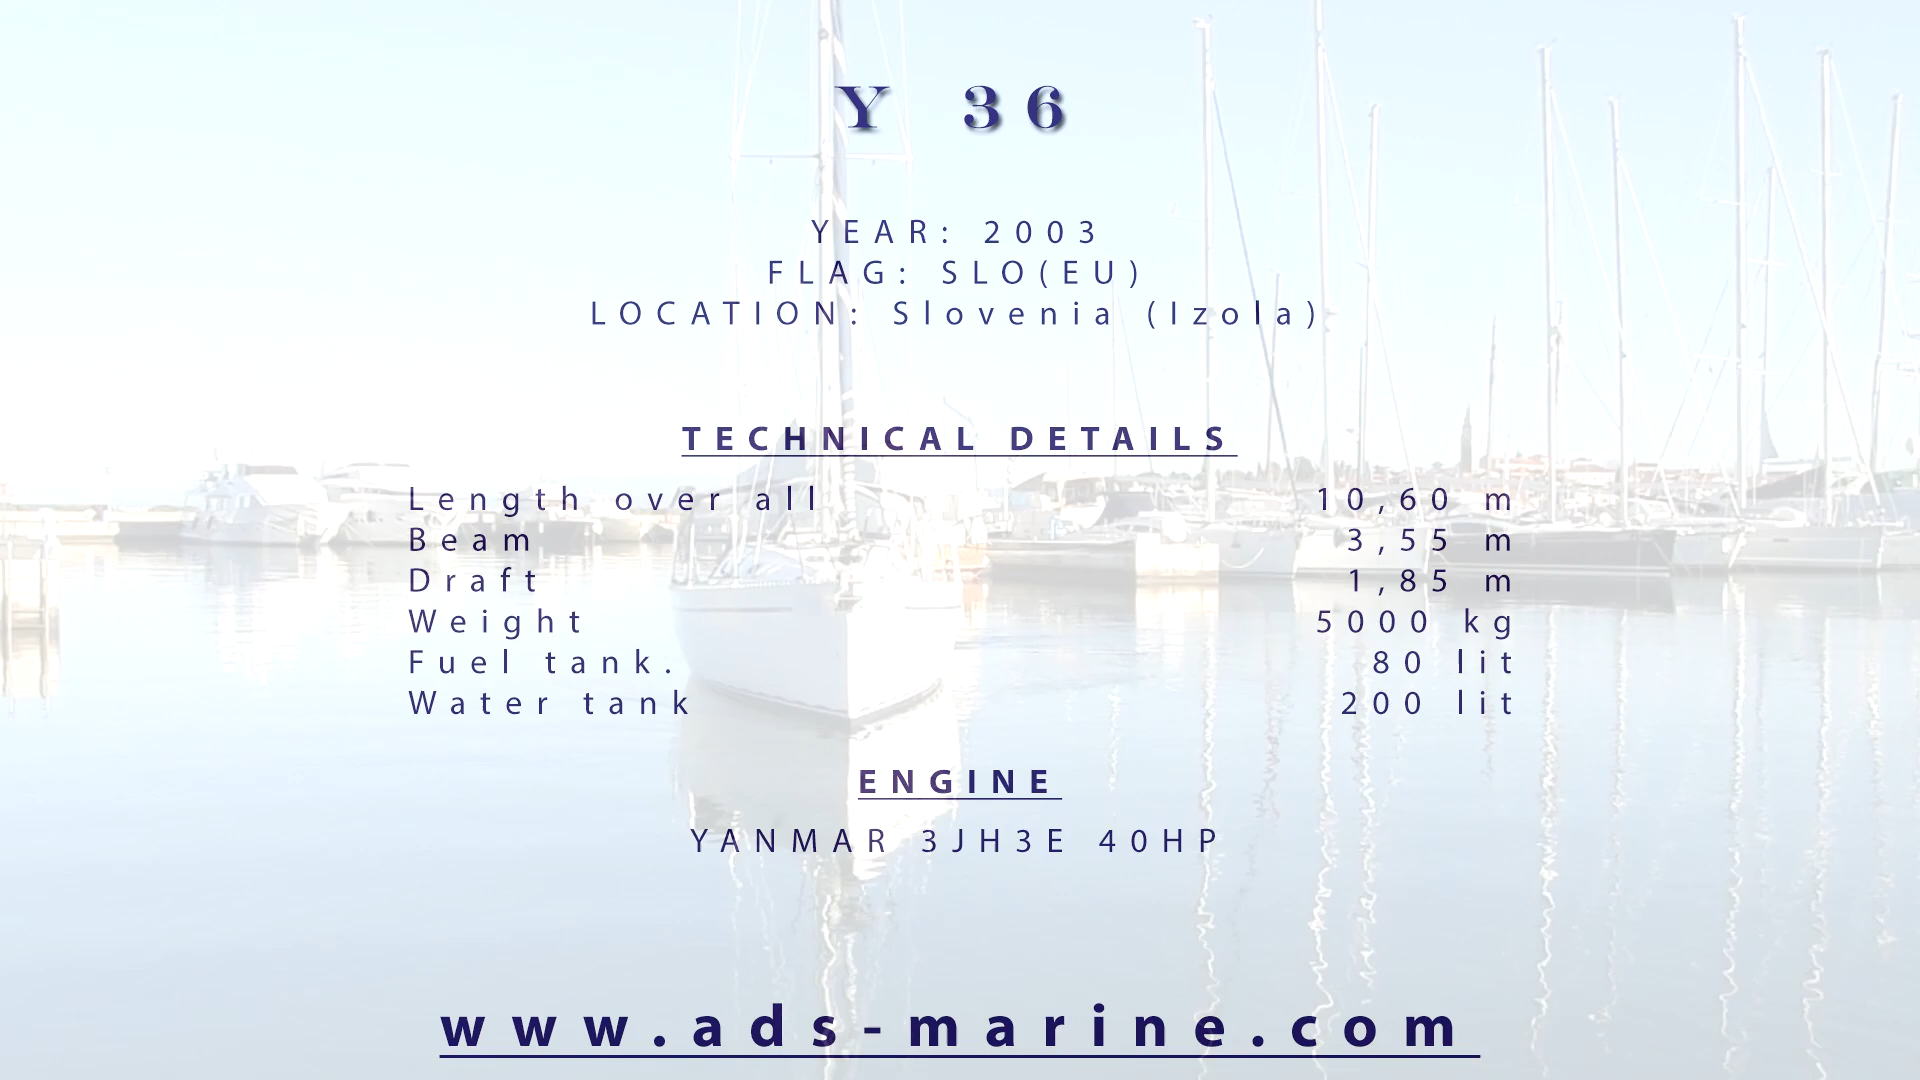 Y 36
YEAR: 2003
FLAG: SLO(EU)
LOCATION: Slovenia (Izola)
TECHNICAL DETAILS
Length over all 10,60 m
Beam 3,55 m
Draft 1,85 m
Weight 5000 kg
Fuel tank. 80 lit
Water tank 200 lit
ENGINE
YANMAR 3JH3E 40HP
www.ads-marine.com